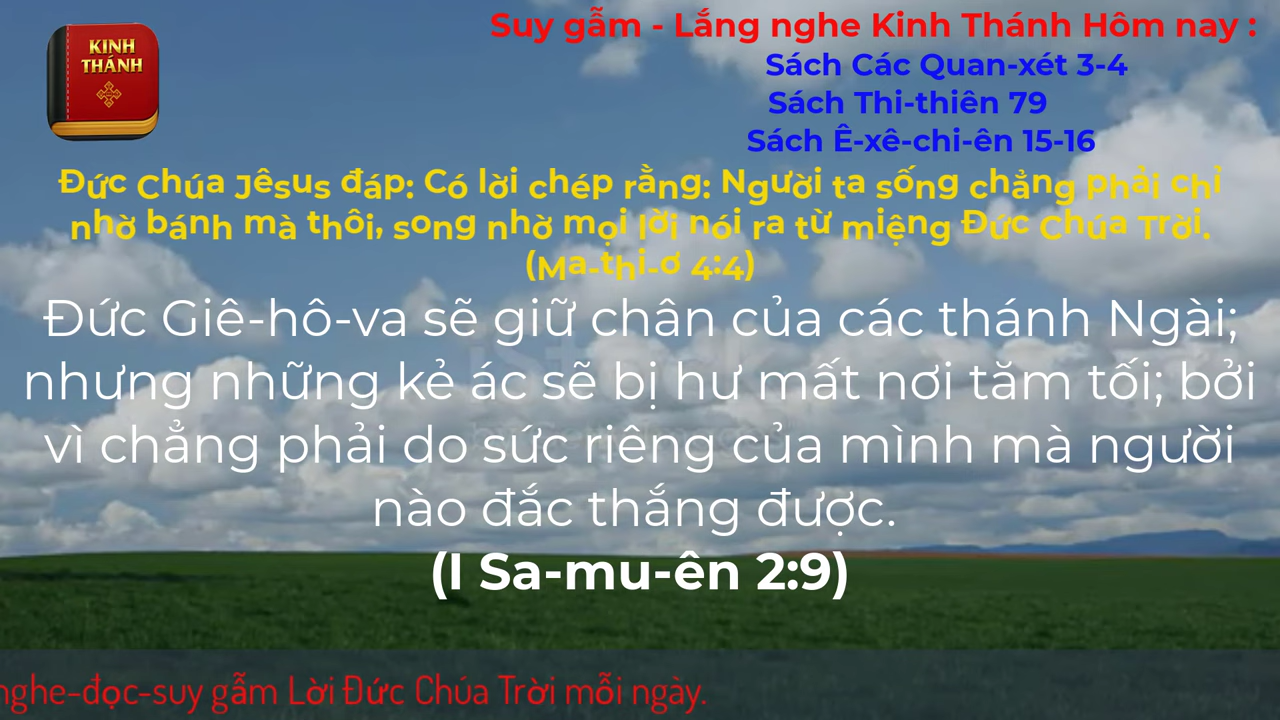 KINH
THÁNH
Suy gẫm - Lắng nghe Kinh Thánh Hôm nay :
Sách Các Quan-xét 3-4
Sách Thi-thiên 79
Sách Ê-xê-chi-ên 15-16
Đức Chúa Jêsus đáp: Có lời chép rằng: Người ta sống chẳng phải chỉ
nhờ bánh mà thôi, song nhờ mọi lời nói ra từ miệng Đức Chúa Trời.
(Ma-thi-ơ 4:4)
Đức Giê-hô-va sẽ giữ chân của các thánh Ngài;
nhưng những kẻ ác sẽ bị hư mất nơi tăm tối; bởi
vì chẳng phải do sức riêng của mình mà người
nào đắc thắng được.
(I Sa-mu-ên 2:9)
nghe-đọc-suy gẫm Lời Đức Chúa Trời mỗi ngày.